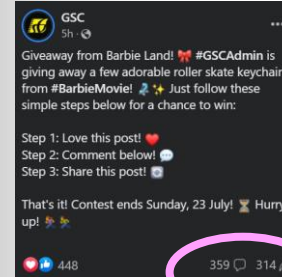 GSC
5h
Giveaway from Barbie Land! 🎀 #GSCAdmin is
giving away a few adorable roller skate keychain
from #BarbieMovie! 🧜✨ Just follow these
simple steps below for a chance to win:
Step 1: Love this post! ❤️
Step 2: Comment below! 💬
Step 3: Share this post!
That's it! Contest ends Sunday, 23 July! ⏳ Hurry
up!
448 359 314